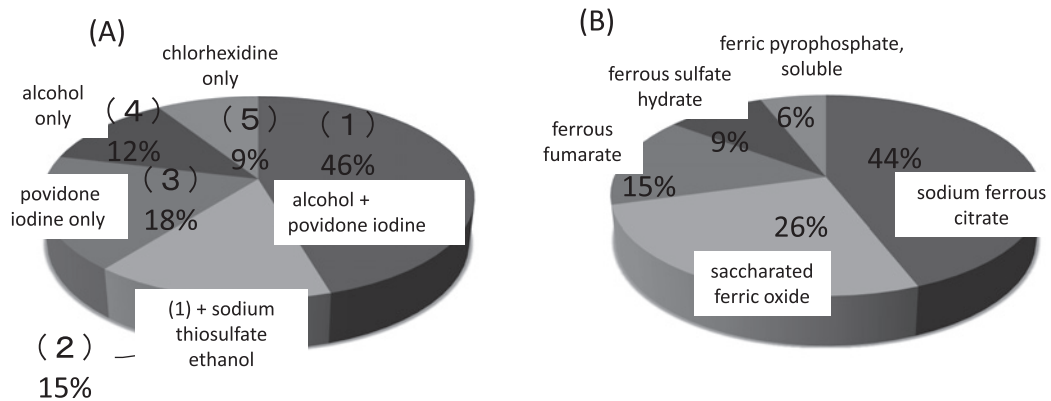 (A)
chlorhexidine
only
alcohol
only
(4)
12%
(5)
9%
(1)
46%
(3)
18%
povidone
iodine only
alcohol +
povidone iodine
(1) + sodium
thiosulfate
ethanol
(2)
15%
(B)
ferric pyrophosphate,
soluble
ferrous sulfate
hydrate
ferrous
fumarate
6%
9%
15%
44%
sodium ferrous
citrate
26%
saccharated
ferric oxide